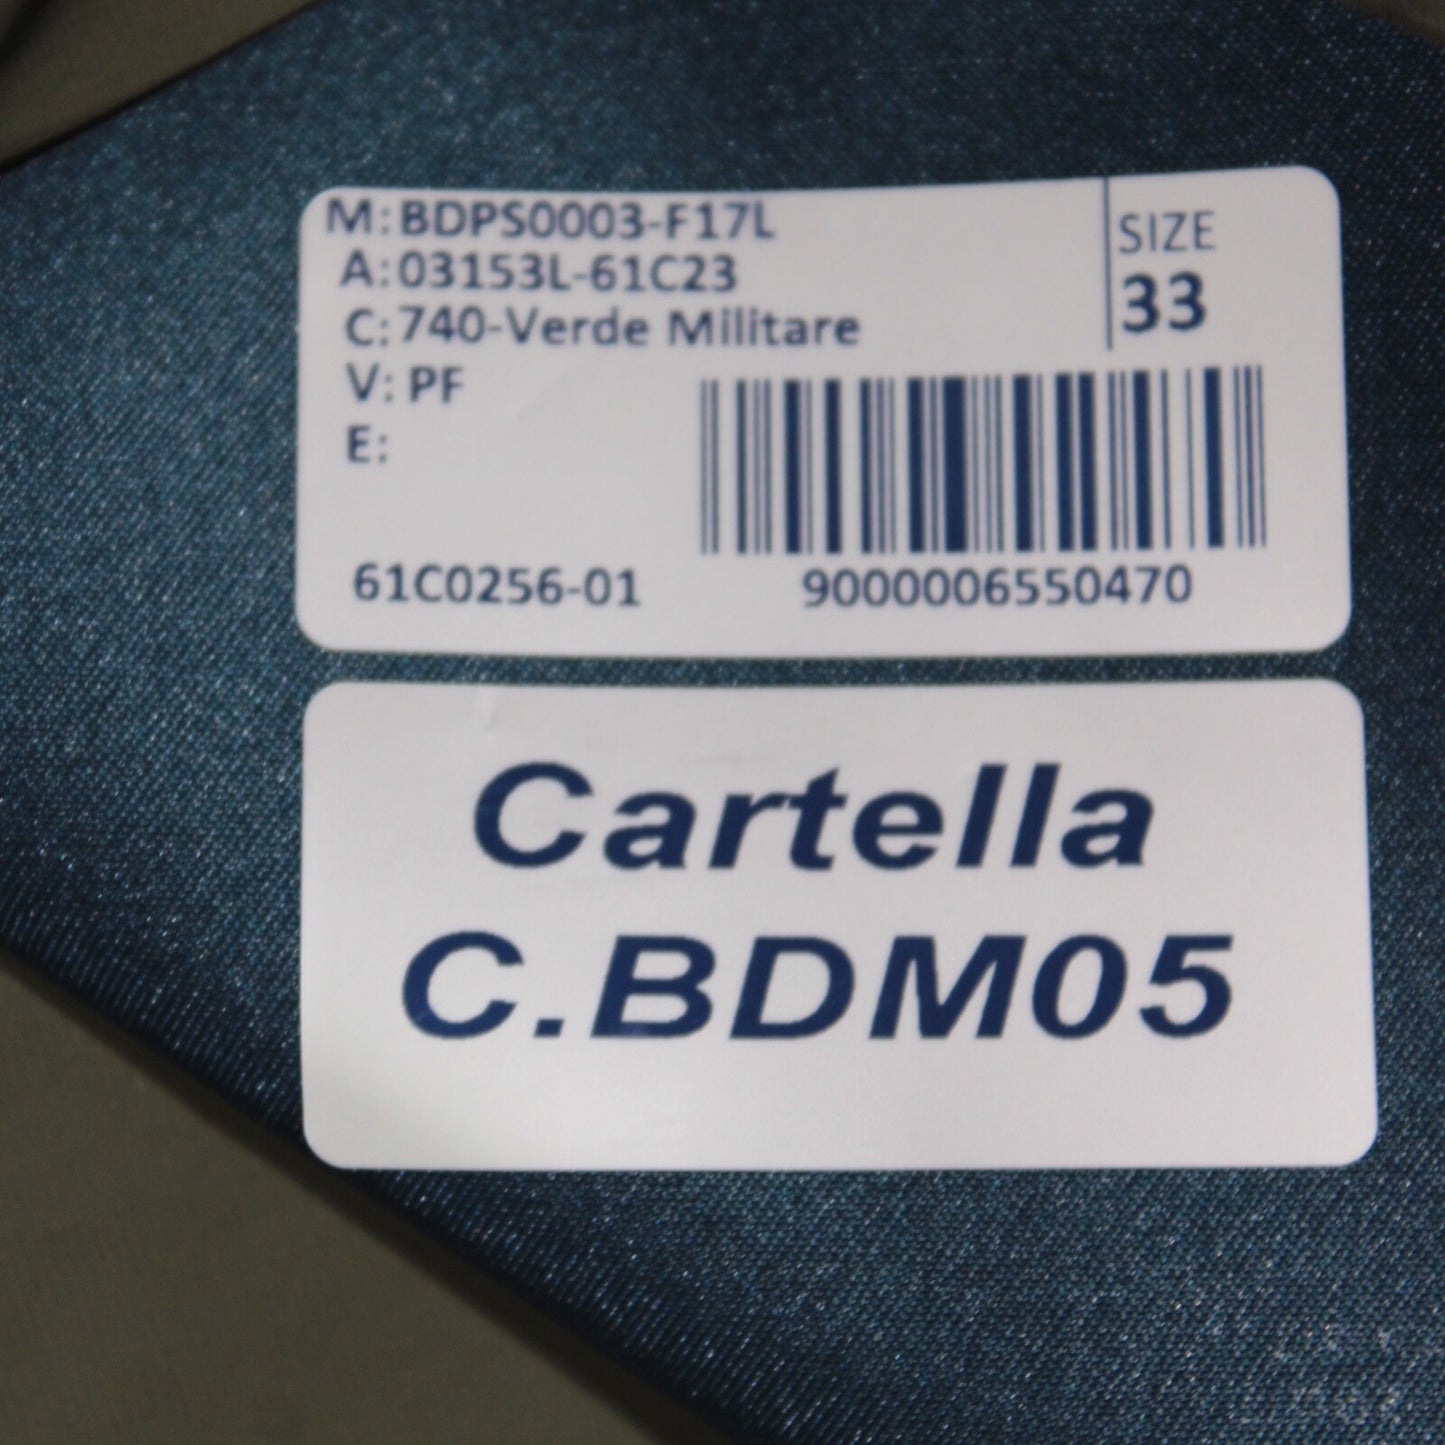 M: BDPS0003-F17L
A: 03153L-61C23
C: 740-Verde Militare
V: PF
E:
SIZE
33
61C0256-01
9000006550470
Cartella
C.BDM05